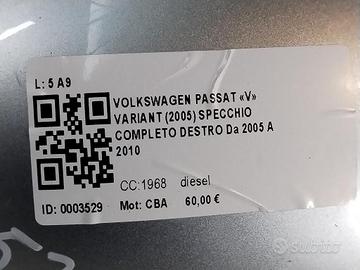 L: 5 A9
VOLKSWAGEN PASSAT «V»
VARIANT (2005) SPECCHIO
COMPLETO DESTRO Da 2005 A
2010
CC:1968 diesel
ID: 0003529 Mot: CBA 60,00 €
subito